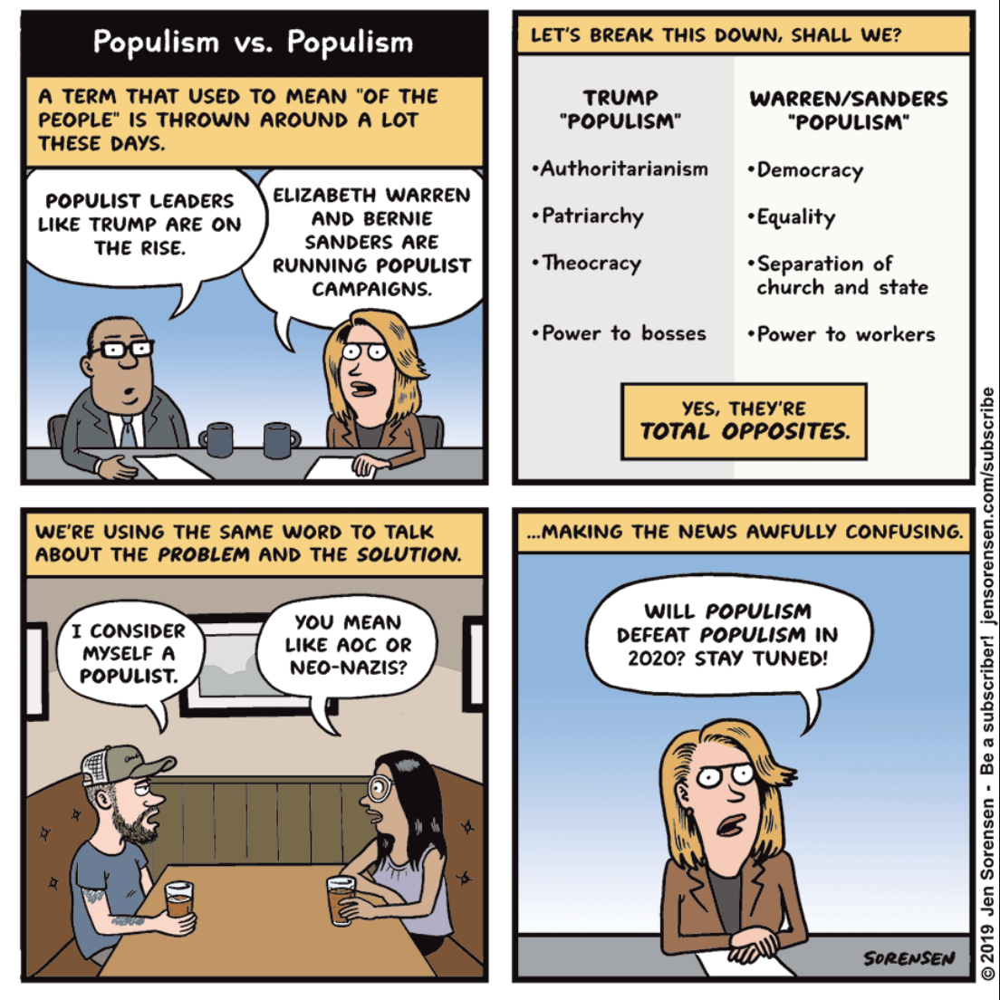 Populism vs. Populism
A TERM THAT USED TO MEAN "OF THE
PEOPLE" IS THROWN AROUND A LOT
THESE DAYS.
POPULIST LEADERS
LIKE TRUMP ARE ON
THE RISE.
ELIZABETH WARREN
AND BERNIE
SANDERS ARE
RUNNING POPULIST
CAMPAIGNS.
LET'S BREAK THIS DOWN, SHALL WE?
TRUMP
"POPULISM"
•Authoritarianism
•Patriarchy
•Theocracy
•Power to bosses
WARREN/SANDERS
"POPULISM"
•Democracy
•Equality
•Separation of
church and state
•Power to workers
YES, THEY'RE
TOTAL OPPOSITES.
WE'RE USING THE SAME WORD TO TALK
ABOUT THE PROBLEM AND THE SOLUTION.
I CONSIDER
MYSELF A
POPULIST.
YOU MEAN
LIKE AOC OR
NEO-NAZIS?
...MAKING THE NEWS AWFULLY CONFUSING.
WILL POPULISM
DEFEAT POPULISM IN
2020? STAY TUNED!
SORENSEN
©2019 Jen Sorensen - Be a subscriber! jensorensen.com/subscribe